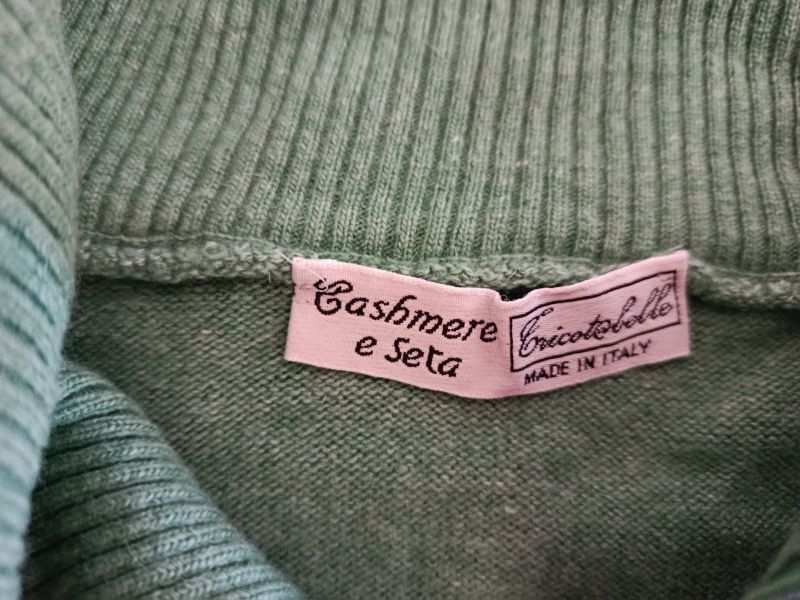 Cashmere
e Seta
Tricotobello
MADE IN ITALY